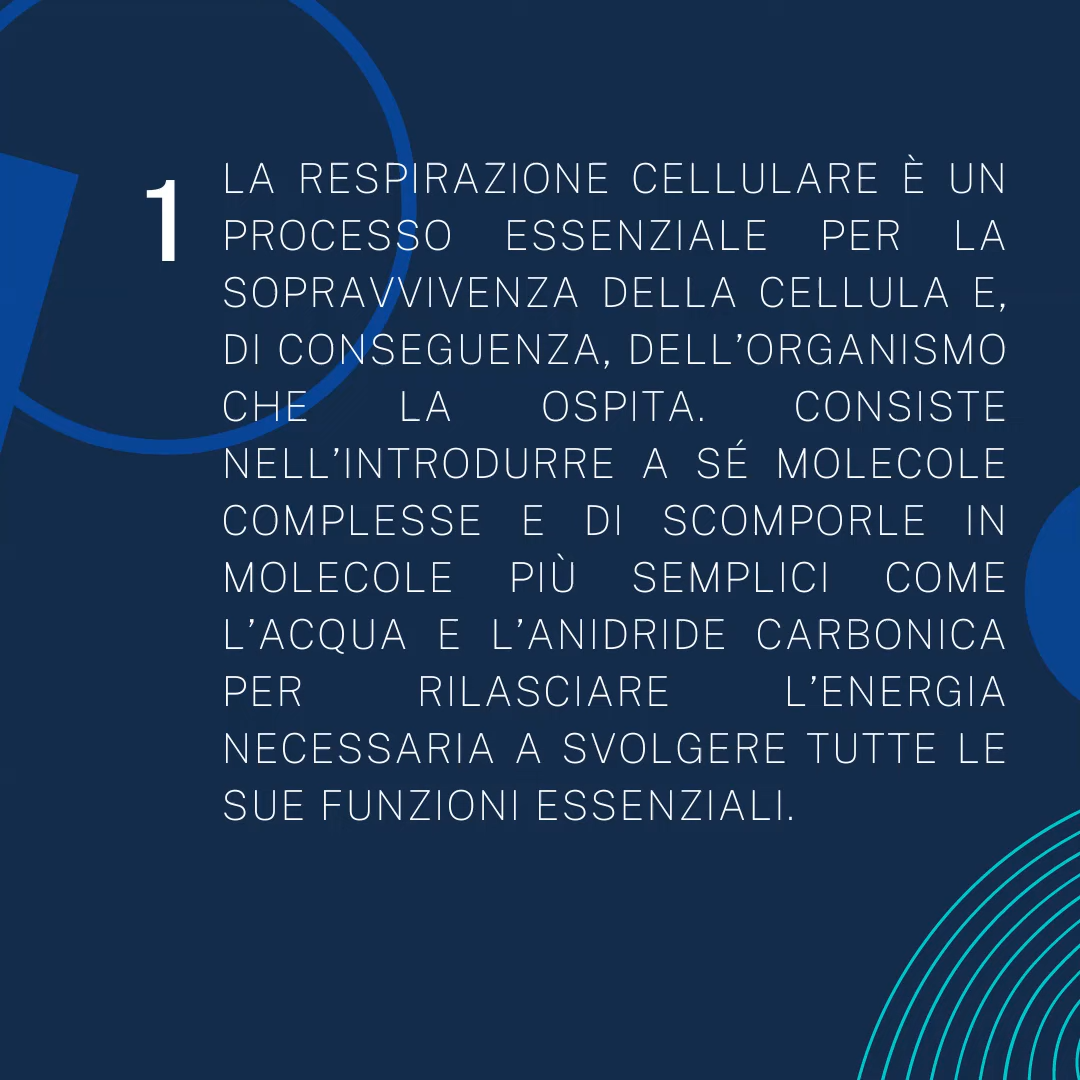 1
LA RESPIRAZIONE CELLULARE È UN
PROCESSO ESSENZIALE PER LA
SOPRAVVIVENZA DELLA CELLULA E,
DI CONSEGUENZA, DELL’ORGANISMO
CHE LA OSPITA. CONSISTE
NELL’INTRODURRE A SÉ MOLECOLE
COMPLESSE E DI SCOMPORLE IN
MOLECOLE PIÙ SEMPLICI COME
L’ACQUA E L’ANIDRIDE CARBONICA
PER RILASCIARE L’ENERGIA
NECESSARIA A SVOLGERE TUTTE LE
SUE FUNZIONI ESSENZIALI.